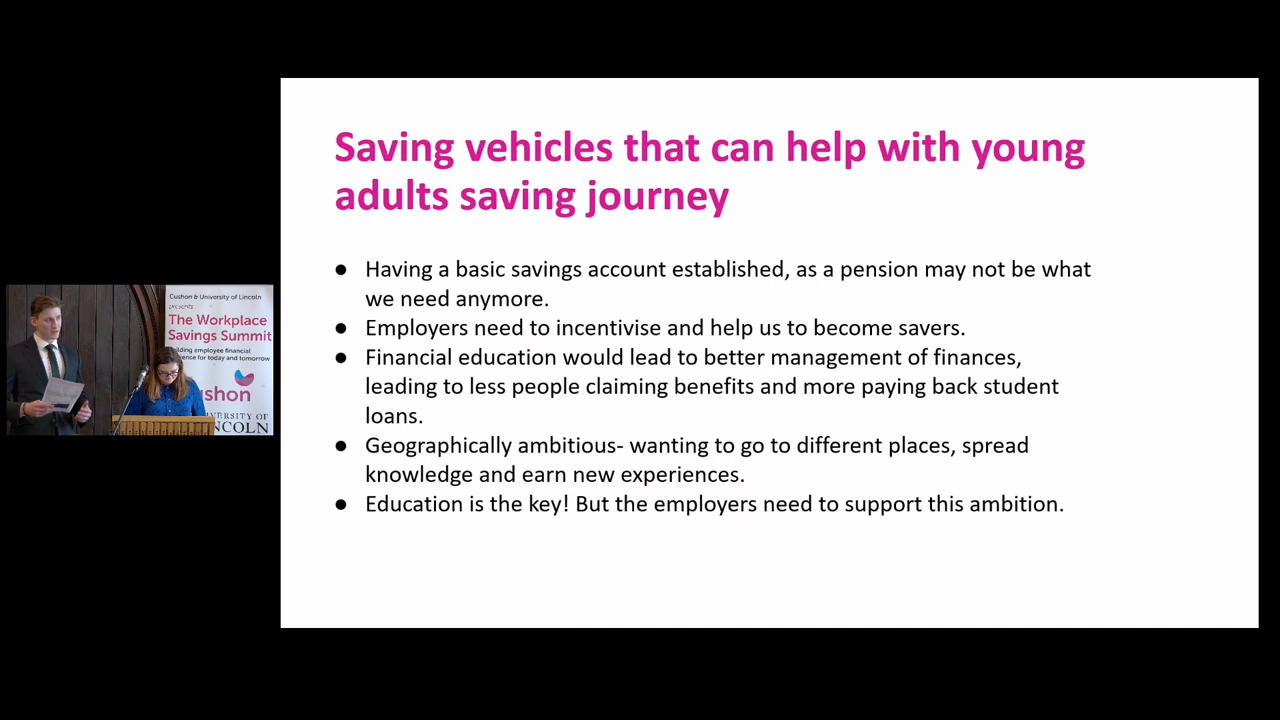 Saving vehicles that can help with young
adults saving journey
● Having a basic savings account established, as a pension may not be what
we need anymore.
● Employers need to incentivise and help us to become savers.
● Financial education would lead to better management of finances,
leading to less people claiming benefits and more paying back student
loans.
● Geographically ambitious- wanting to go to different places, spread
knowledge and earn new experiences.
● Education is the key! But the employers need to support this ambition.
Cushon & University of Lincoln
presents
The Workplace
Savings Summit
employee financial
for today and tomorrow